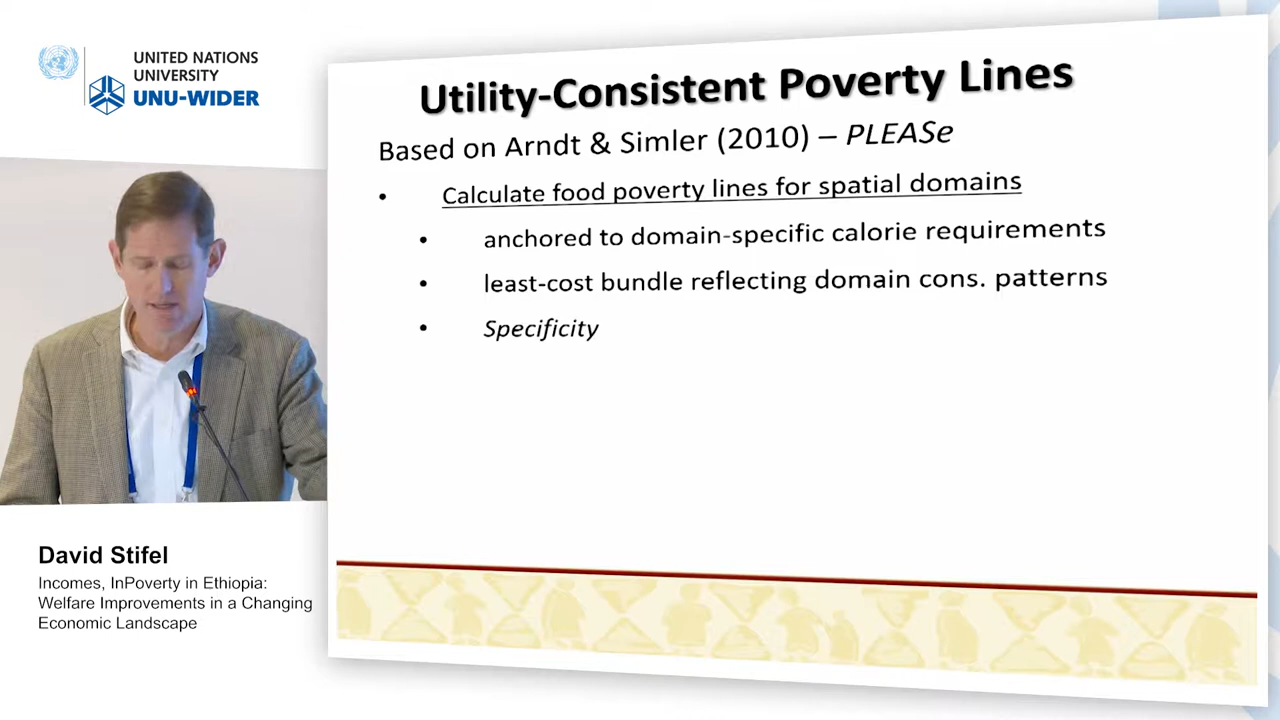 UNITED NATIONS
UNIVERSITY
UNU-WIDER
Utility-Consistent Poverty Lines
Based on Arndt & Simler (2010) – PLEASe
• Calculate food poverty lines for spatial domains
• anchored to domain-specific calorie requirements
• least-cost bundle reflecting domain cons. patterns
• Specificity
David Stifel
Incomes, InPoverty in Ethiopia:
Welfare Improvements in a Changing
Economic Landscape